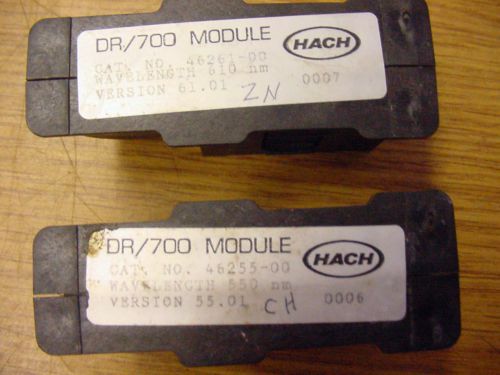 DR/700 MODULE
HACH
CAT. NO. 46261-00
WAVELENGTH 610 nm
VERSION 61.01
0007
ZN
DR/700 MODULE
HACH
CAT. NO. 46255-00
WAVELENGTH 550 nm
VERSION 55.01
0006
CH